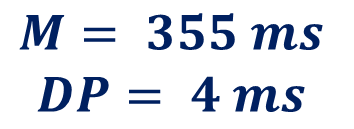 M = 355 ms
DP = 4 ms